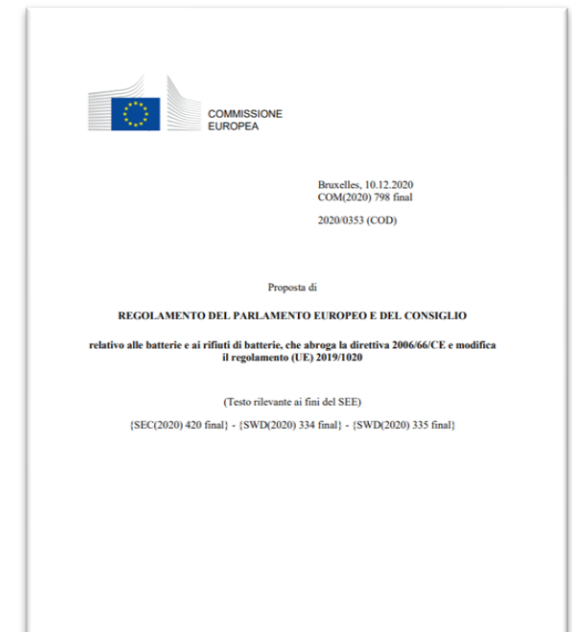 COMMISSIONE
EUROPEA
Bruxelles, 10.12.2020
COM(2020) 798 final
2020/0353 (COD)
Proposta di
REGOLAMENTO DEL PARLAMENTO EUROPEO E DEL CONSIGLIO
relativo alle batterie e ai rifiuti di batterie, che abroga la direttiva 2006/66/CE e modifica
il regolamento (UE) 2019/1020
(Testo rilevante ai fini del SEE)
{SEC(2020) 420 final} - {SWD(2020) 334 final} - {SWD(2020) 335 final}